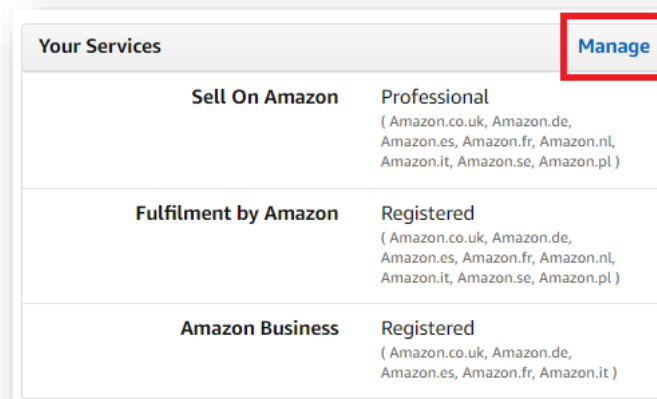 Your Services Manage
Sell On Amazon Professional
( Amazon.co.uk, Amazon.de,
Amazon.es, Amazon.fr, Amazon.nl,
Amazon.it, Amazon.se, Amazon.pl )
Fulfilment by Amazon Registered
( Amazon.co.uk, Amazon.de,
Amazon.es, Amazon.fr, Amazon.nl,
Amazon.it, Amazon.se, Amazon.pl )
Amazon Business Registered
( Amazon.co.uk, Amazon.de,
Amazon.es, Amazon.fr, Amazon.it )